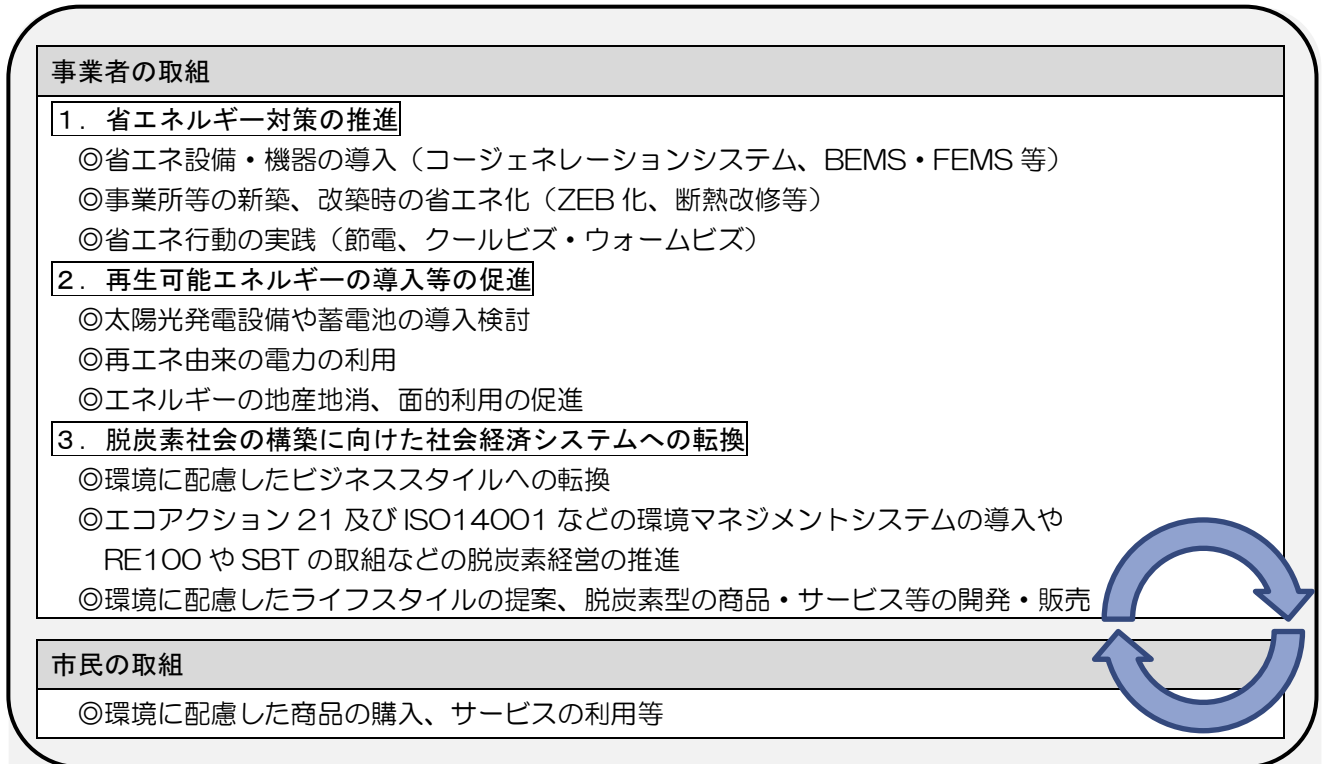 事業者の取組
１．省エネルギー対策の推進
◎省エネ設備・機器の導入（コージェネレーションシステム、BEMS・FEMS 等）
◎事業所等の新築、改築時の省エネ化（ZEB 化、断熱改修等）
◎省エネ行動の実践（節電、クールビズ・ウォームビズ）
２．再生可能エネルギーの導入等の促進
◎太陽光発電設備や蓄電池の導入検討
◎再エネ由来の電力の利用
◎エネルギーの地産地消、面的利用の促進
３．脱炭素社会の構築に向けた社会経済システムへの転換
◎環境に配慮したビジネススタイルへの転換
◎エコアクション 21 及び ISO14001 などの環境マネジメントシステムの導入や
RE100 や SBT の取組などの脱炭素経営の推進
◎環境に配慮したライフスタイルの提案、脱炭素型の商品・サービス等の開発・販売
市民の取組
◎環境に配慮した商品の購入、サービスの利用等